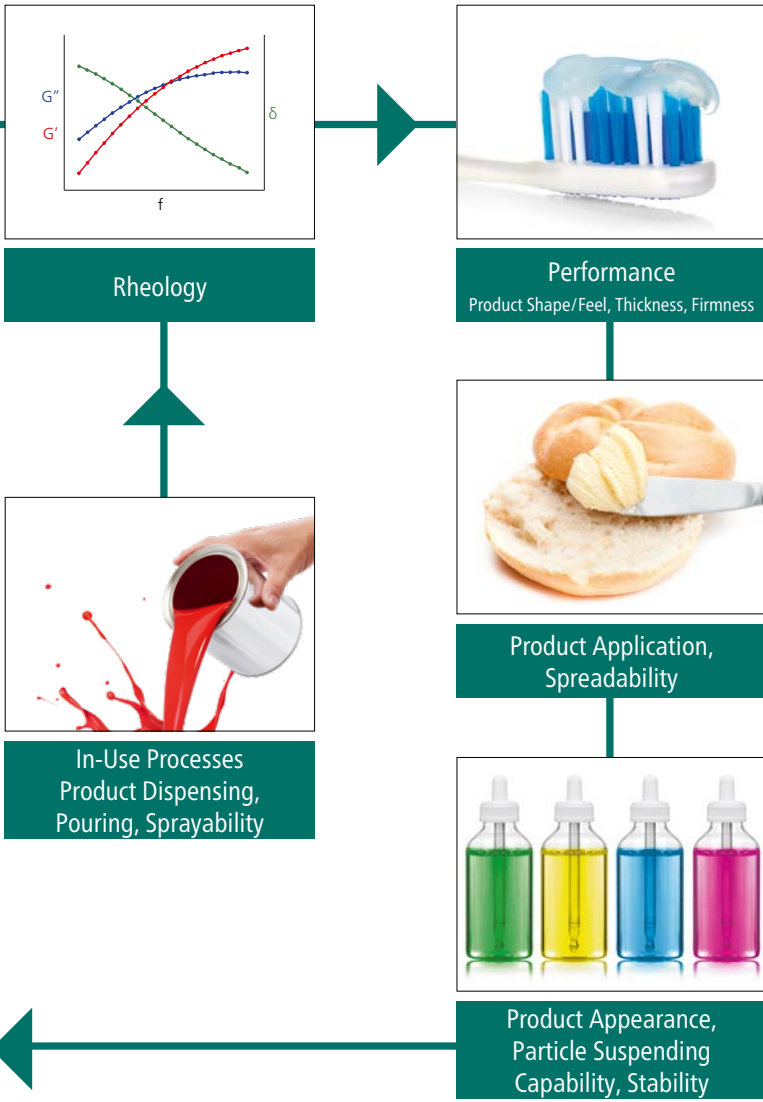 G″
G′
δ
f
Rheology
Performance
Product Shape/Feel, Thickness, Firmness
Product Application,
Spreadability
In-Use Processes
Product Dispensing,
Pouring, Sprayability
Product Appearance,
Particle Suspending
Capability, Stability